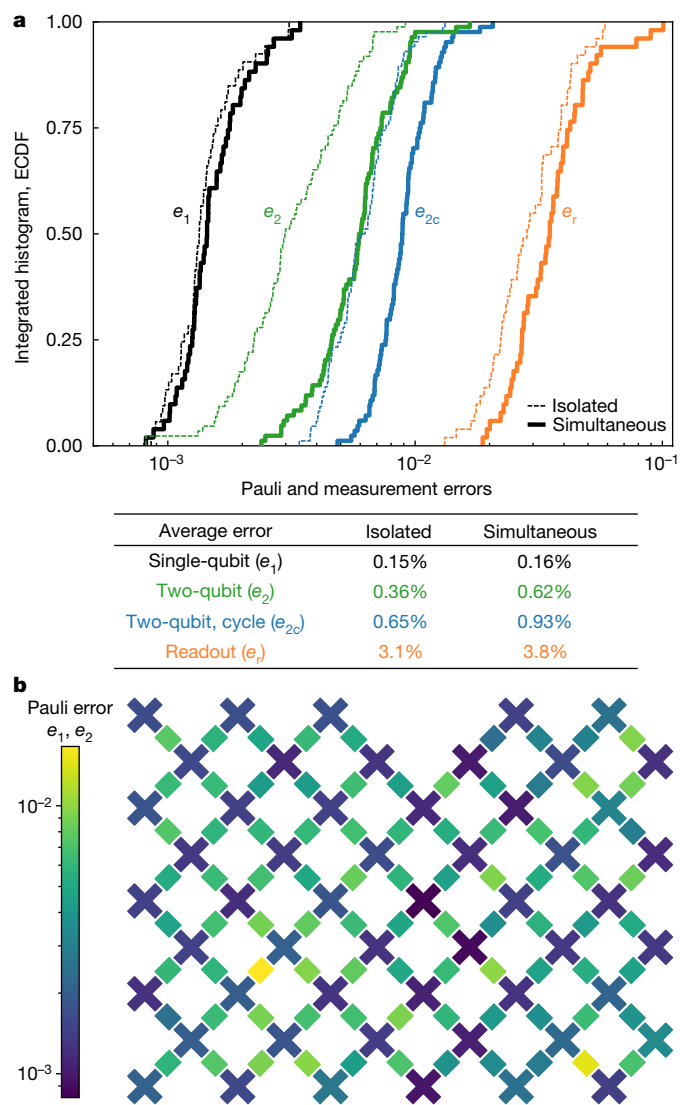 a
1.00
0.75
0.50
0.25
0.00
Integrated histogram, ECDF
e1
e2
e2c
er
Isolated
Simultaneous
10−3
10−2
10−1
Pauli and measurement errors
Average error Isolated Simultaneous
Single-qubit (e1) 0.15% 0.16%
Two-qubit (e2) 0.36% 0.62%
Two-qubit, cycle (e2c) 0.65% 0.93%
Readout (er) 3.1% 3.8%
b
Pauli error
e1, e2
10−2
10−3